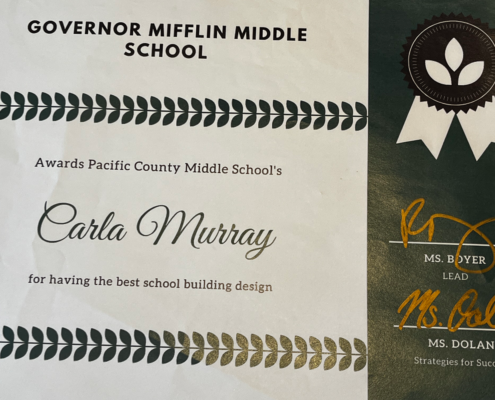 GOVERNOR MIFFLIN MIDDLE
SCHOOL
Awards Pacific County Middle School's
Carla Murray
for having the best school building design
MS. BOYER
LEAD
Ms.
MS. DOLAN
Strategies for